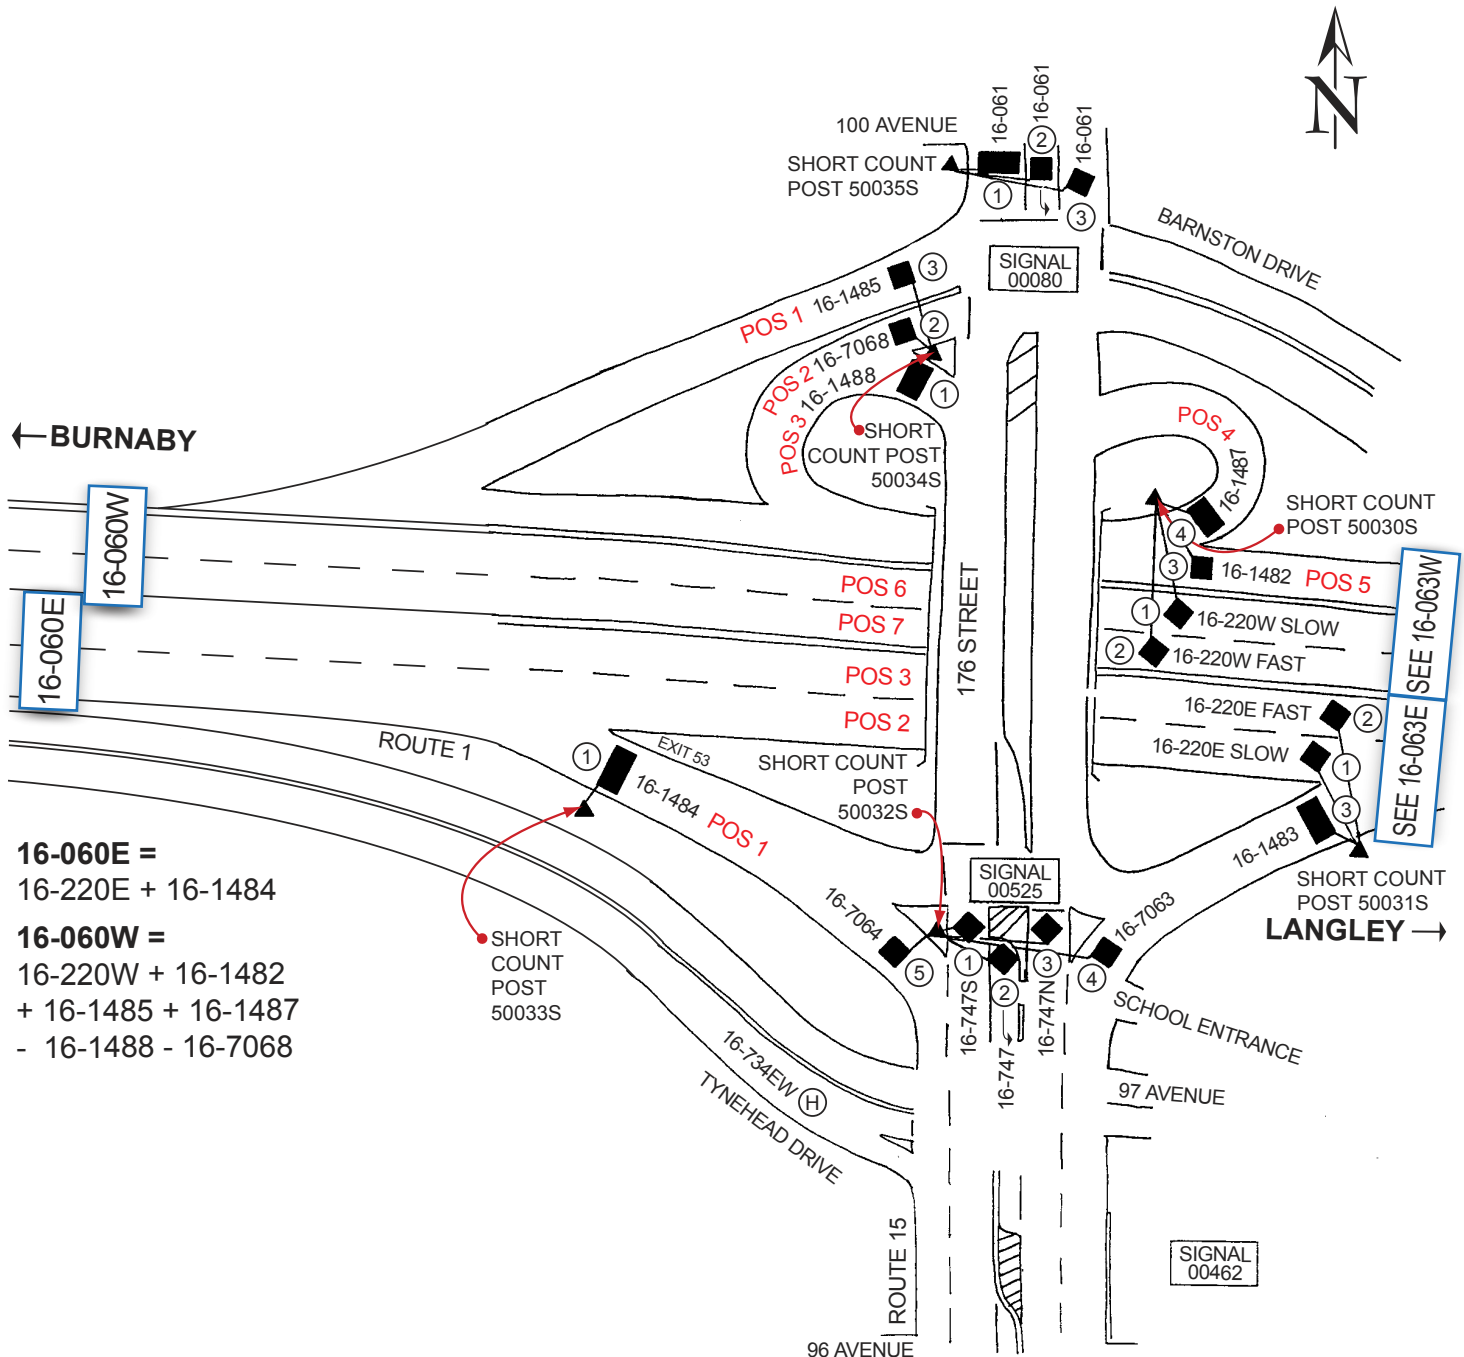 N
16-061
16-061
16-061
100 AVENUE
2
SHORT COUNT
POST 50035S
1
3
BARNSTON DRIVE
SIGNAL
00080
3
POS 1 16-1485
2
POS 2 16-7068
POS 3 16-1488
1
POS 4
16-1487
←BURNABY
SHORT
COUNT POST
50034S
SHORT COUNT
POST 50030S
4
3
16-1482 POS 5
16-060W
16-060E
POS 6
POS 7
POS 3
POS 2
176 STREET
1
16-220W SLOW
2
16-220W FAST
SEE 16-063W
SEE 16-063E
16-220E FAST
2
16-220E SLOW
1
3
16-1483
SHORT COUNT
POST 50031S
LANGLEY →
ROUTE 1
EXIT 53
1
16-1484 POS 1
SHORT COUNT
POST
50032S
16-060E =
16-220E + 16-1484
16-060W =
16-220W + 16-1482
+ 16-1485 + 16-1487
- 16-1488 - 16-7068
SIGNAL
00525
16-7064
16-7063
5
1
2
3
4
16-747S
16-747
16-747N
SHORT
COUNT
POST
50033S
SCHOOL ENTRANCE
97 AVENUE
16-734EW H
TYNEHEAD DRIVE
ROUTE 15
SIGNAL
00462
96 AVENUE